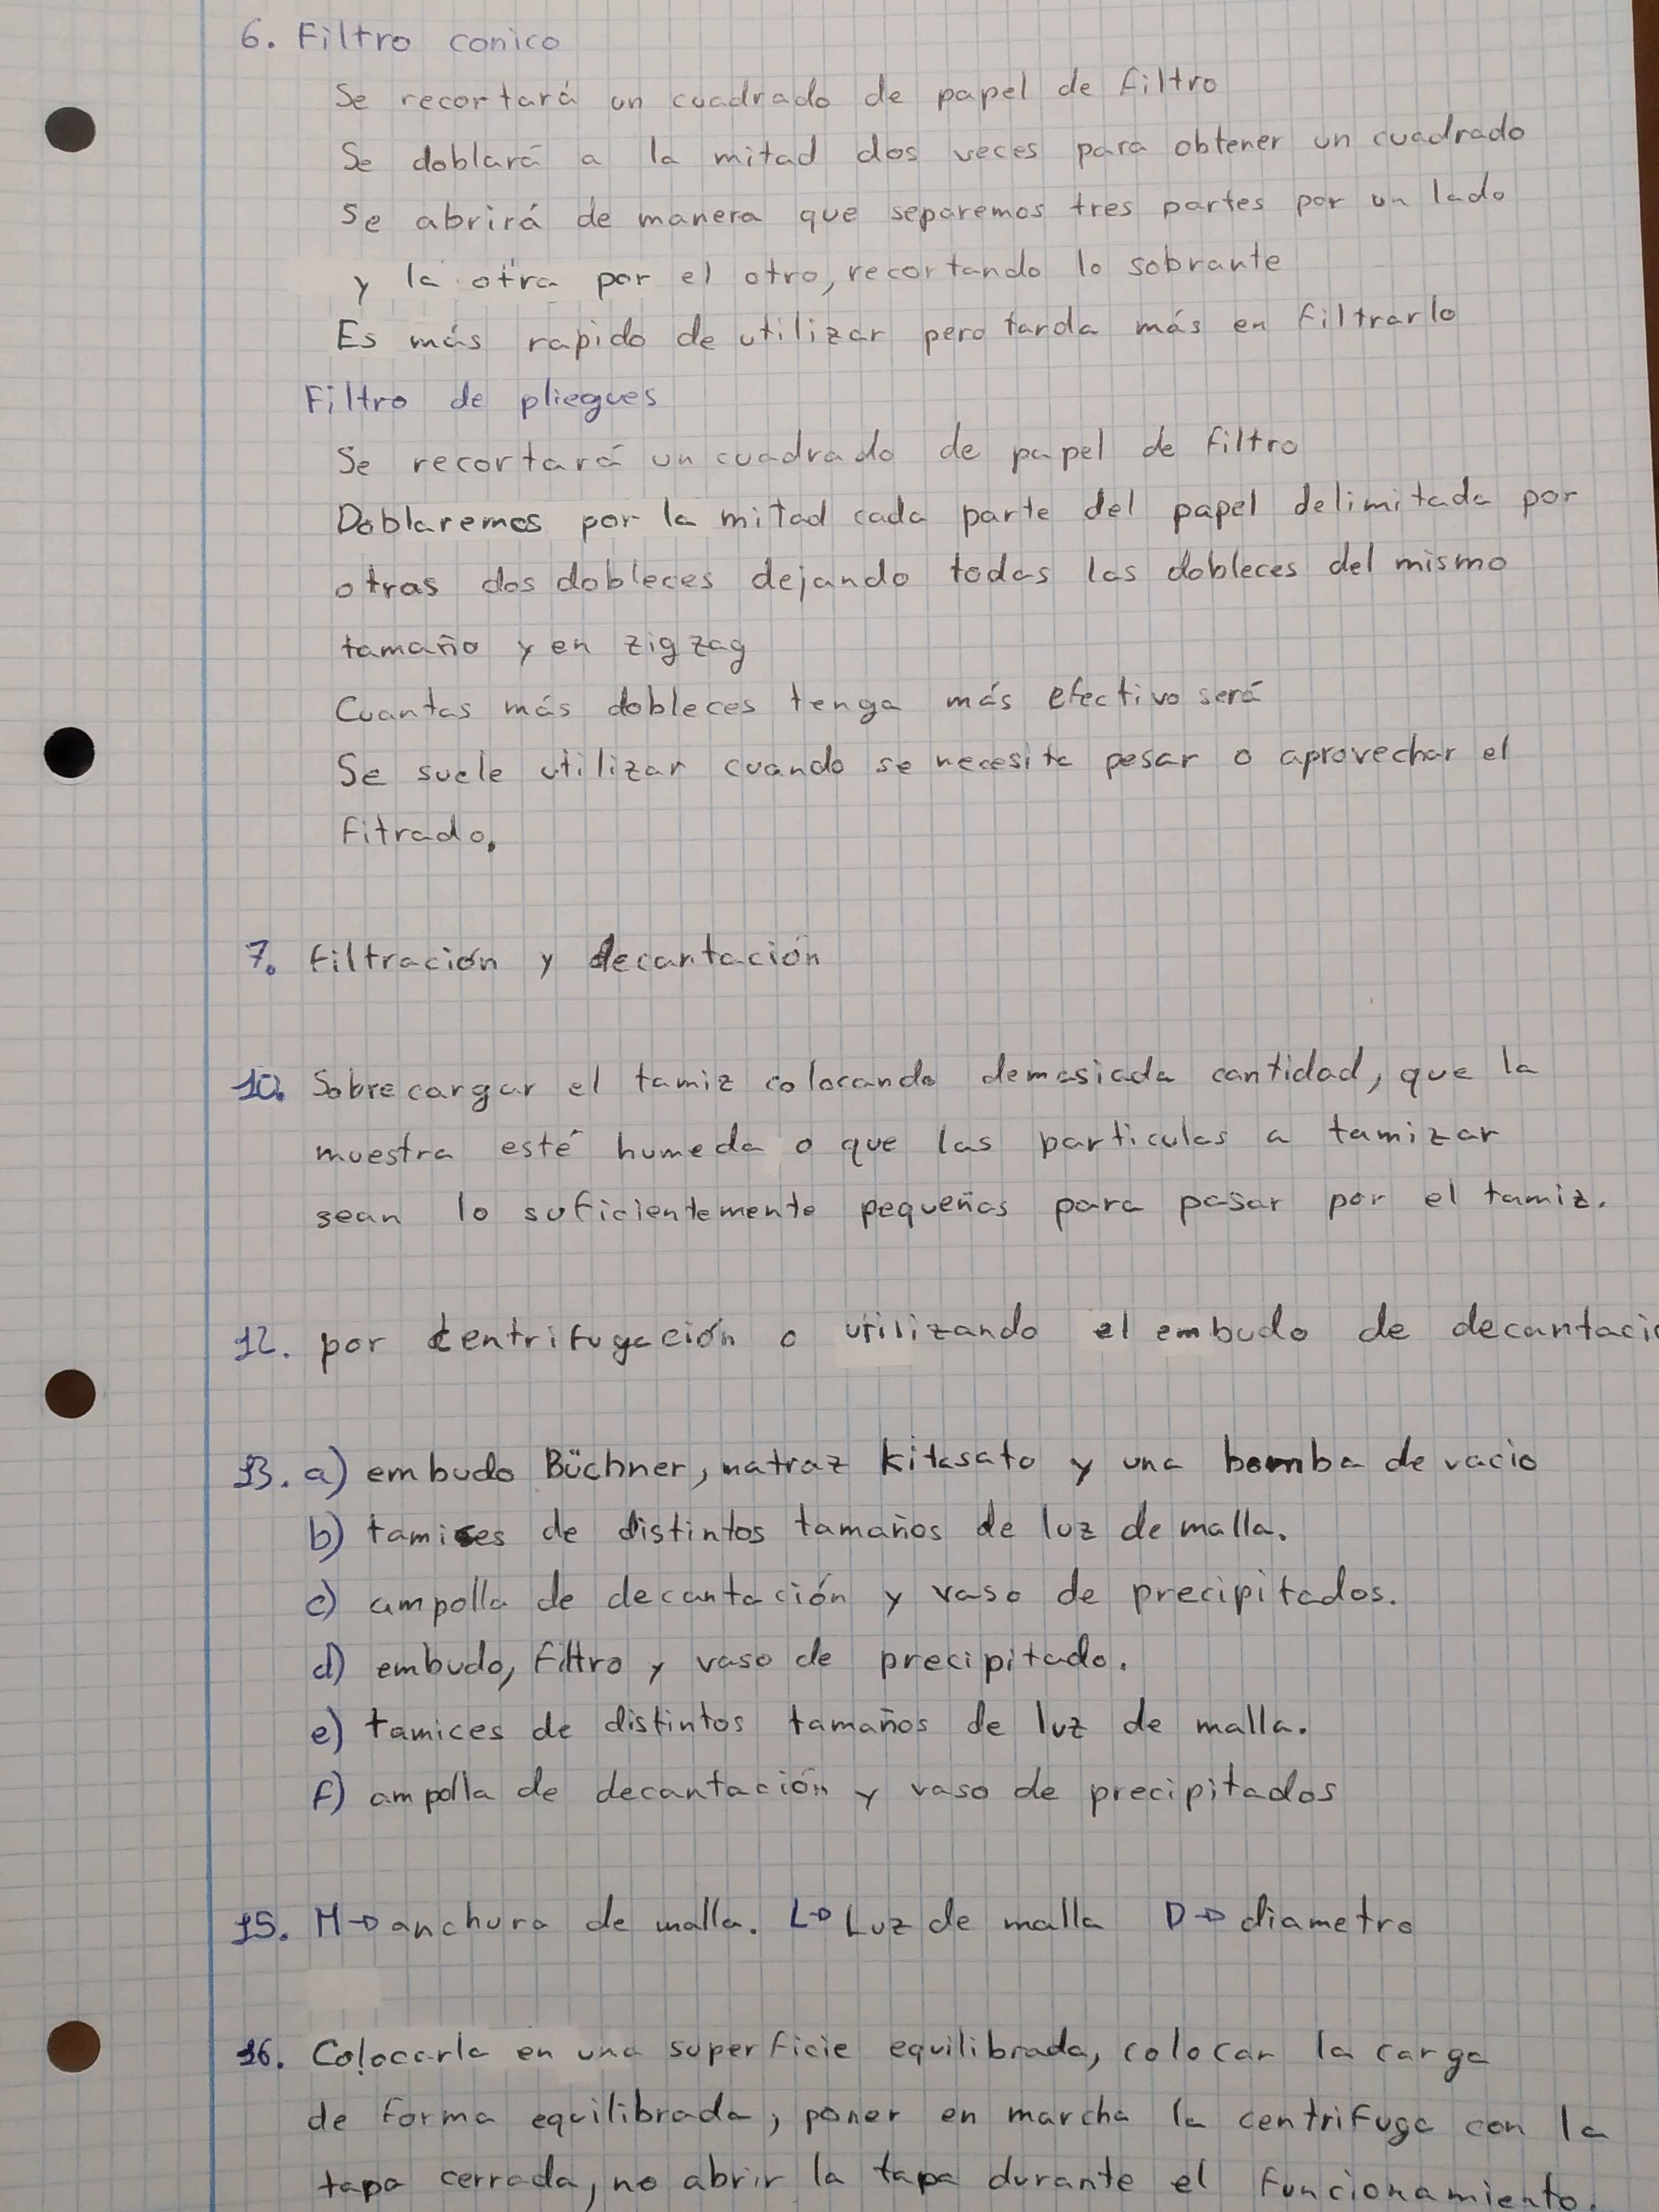 6. Filtro conico
Se recortará un cuadrado de papel de filtro
Se doblará a la mitad dos veces para obtener un cuadrado
Se abrirá de manera que separemos tres partes por un lado
y la otra por el otro, recortando lo sobrante
Es más rapido de utilizar pero tarda más en filtrarlo
Filtro de pliegues
Se recortará un cuadrado de papel de filtro
Doblaremos por la mitad cada parte del papel delimitada por
otras dos dobleces dejando todas las dobleces del mismo
tamaño y en zig zag
Cuantas más dobleces tenga más efectivo será
Se suele utilizar cuando se necesita pesar o aprovechar el
fitrado.
7. filtración y decantación
10. Sobrecargar el tamiz colocando demasiada cantidad, que la
muestra esté humeda o que las particulas a tamizar
sean lo suficientemente pequeñas para pasar por el tamiz.
12. por centrifugación o utilizando el embudo de decantacio
13. a) embudo Büchner, matraz kitasato y una bomba de vacio
b) tamices de distintos tamaños de luz de malla.
c) ampolla de decantación y vaso de precipitados.
d) embudo, filtro y vaso de precipitado.
e) tamices de distintos tamaños de luz de malla.
f) ampolla de decantación y vaso de precipitados
15. M→anchura de malla. L→Luz de malla D→diametro
16. Colocarla en una superficie equilibrada, colocar la carga
de forma equilibrada, poner en marcha la centrifuga con la
tapa cerrada, no abrir la tapa durante el funcionamiento.